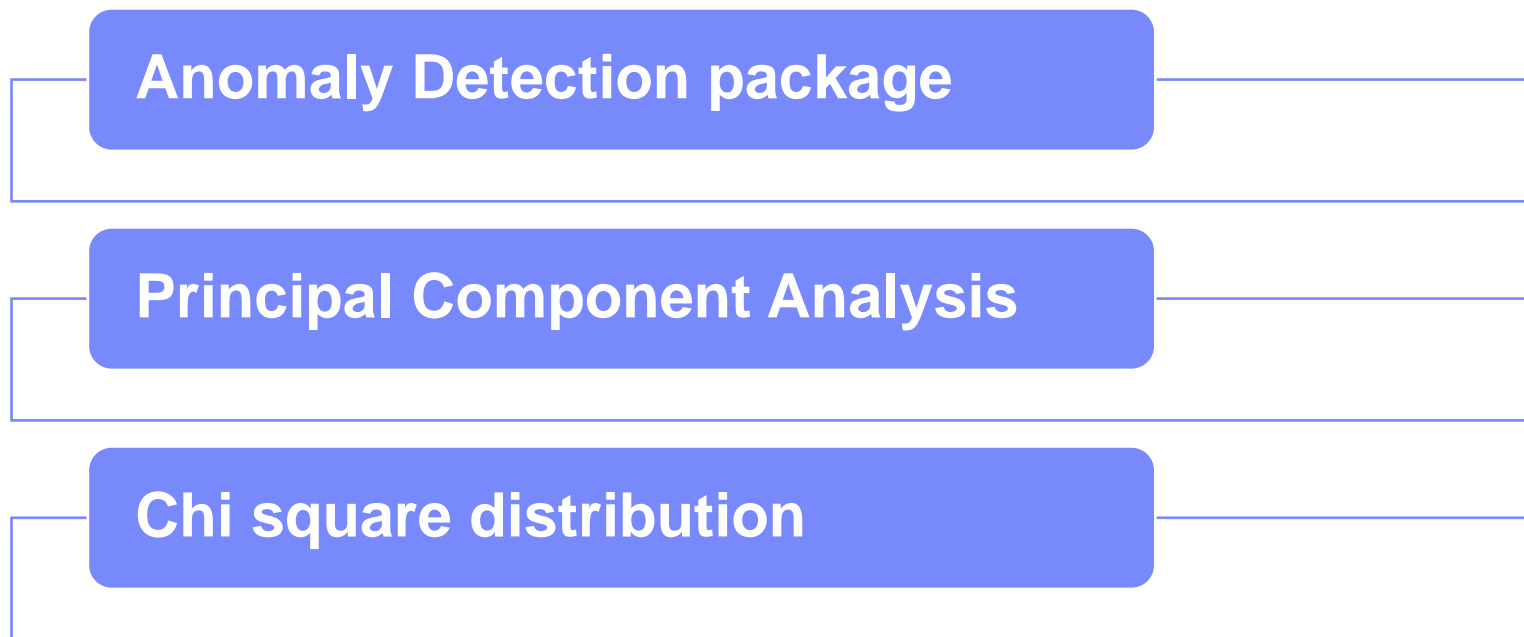 Anomaly Detection package
Principal Component Analysis
Chi square distribution